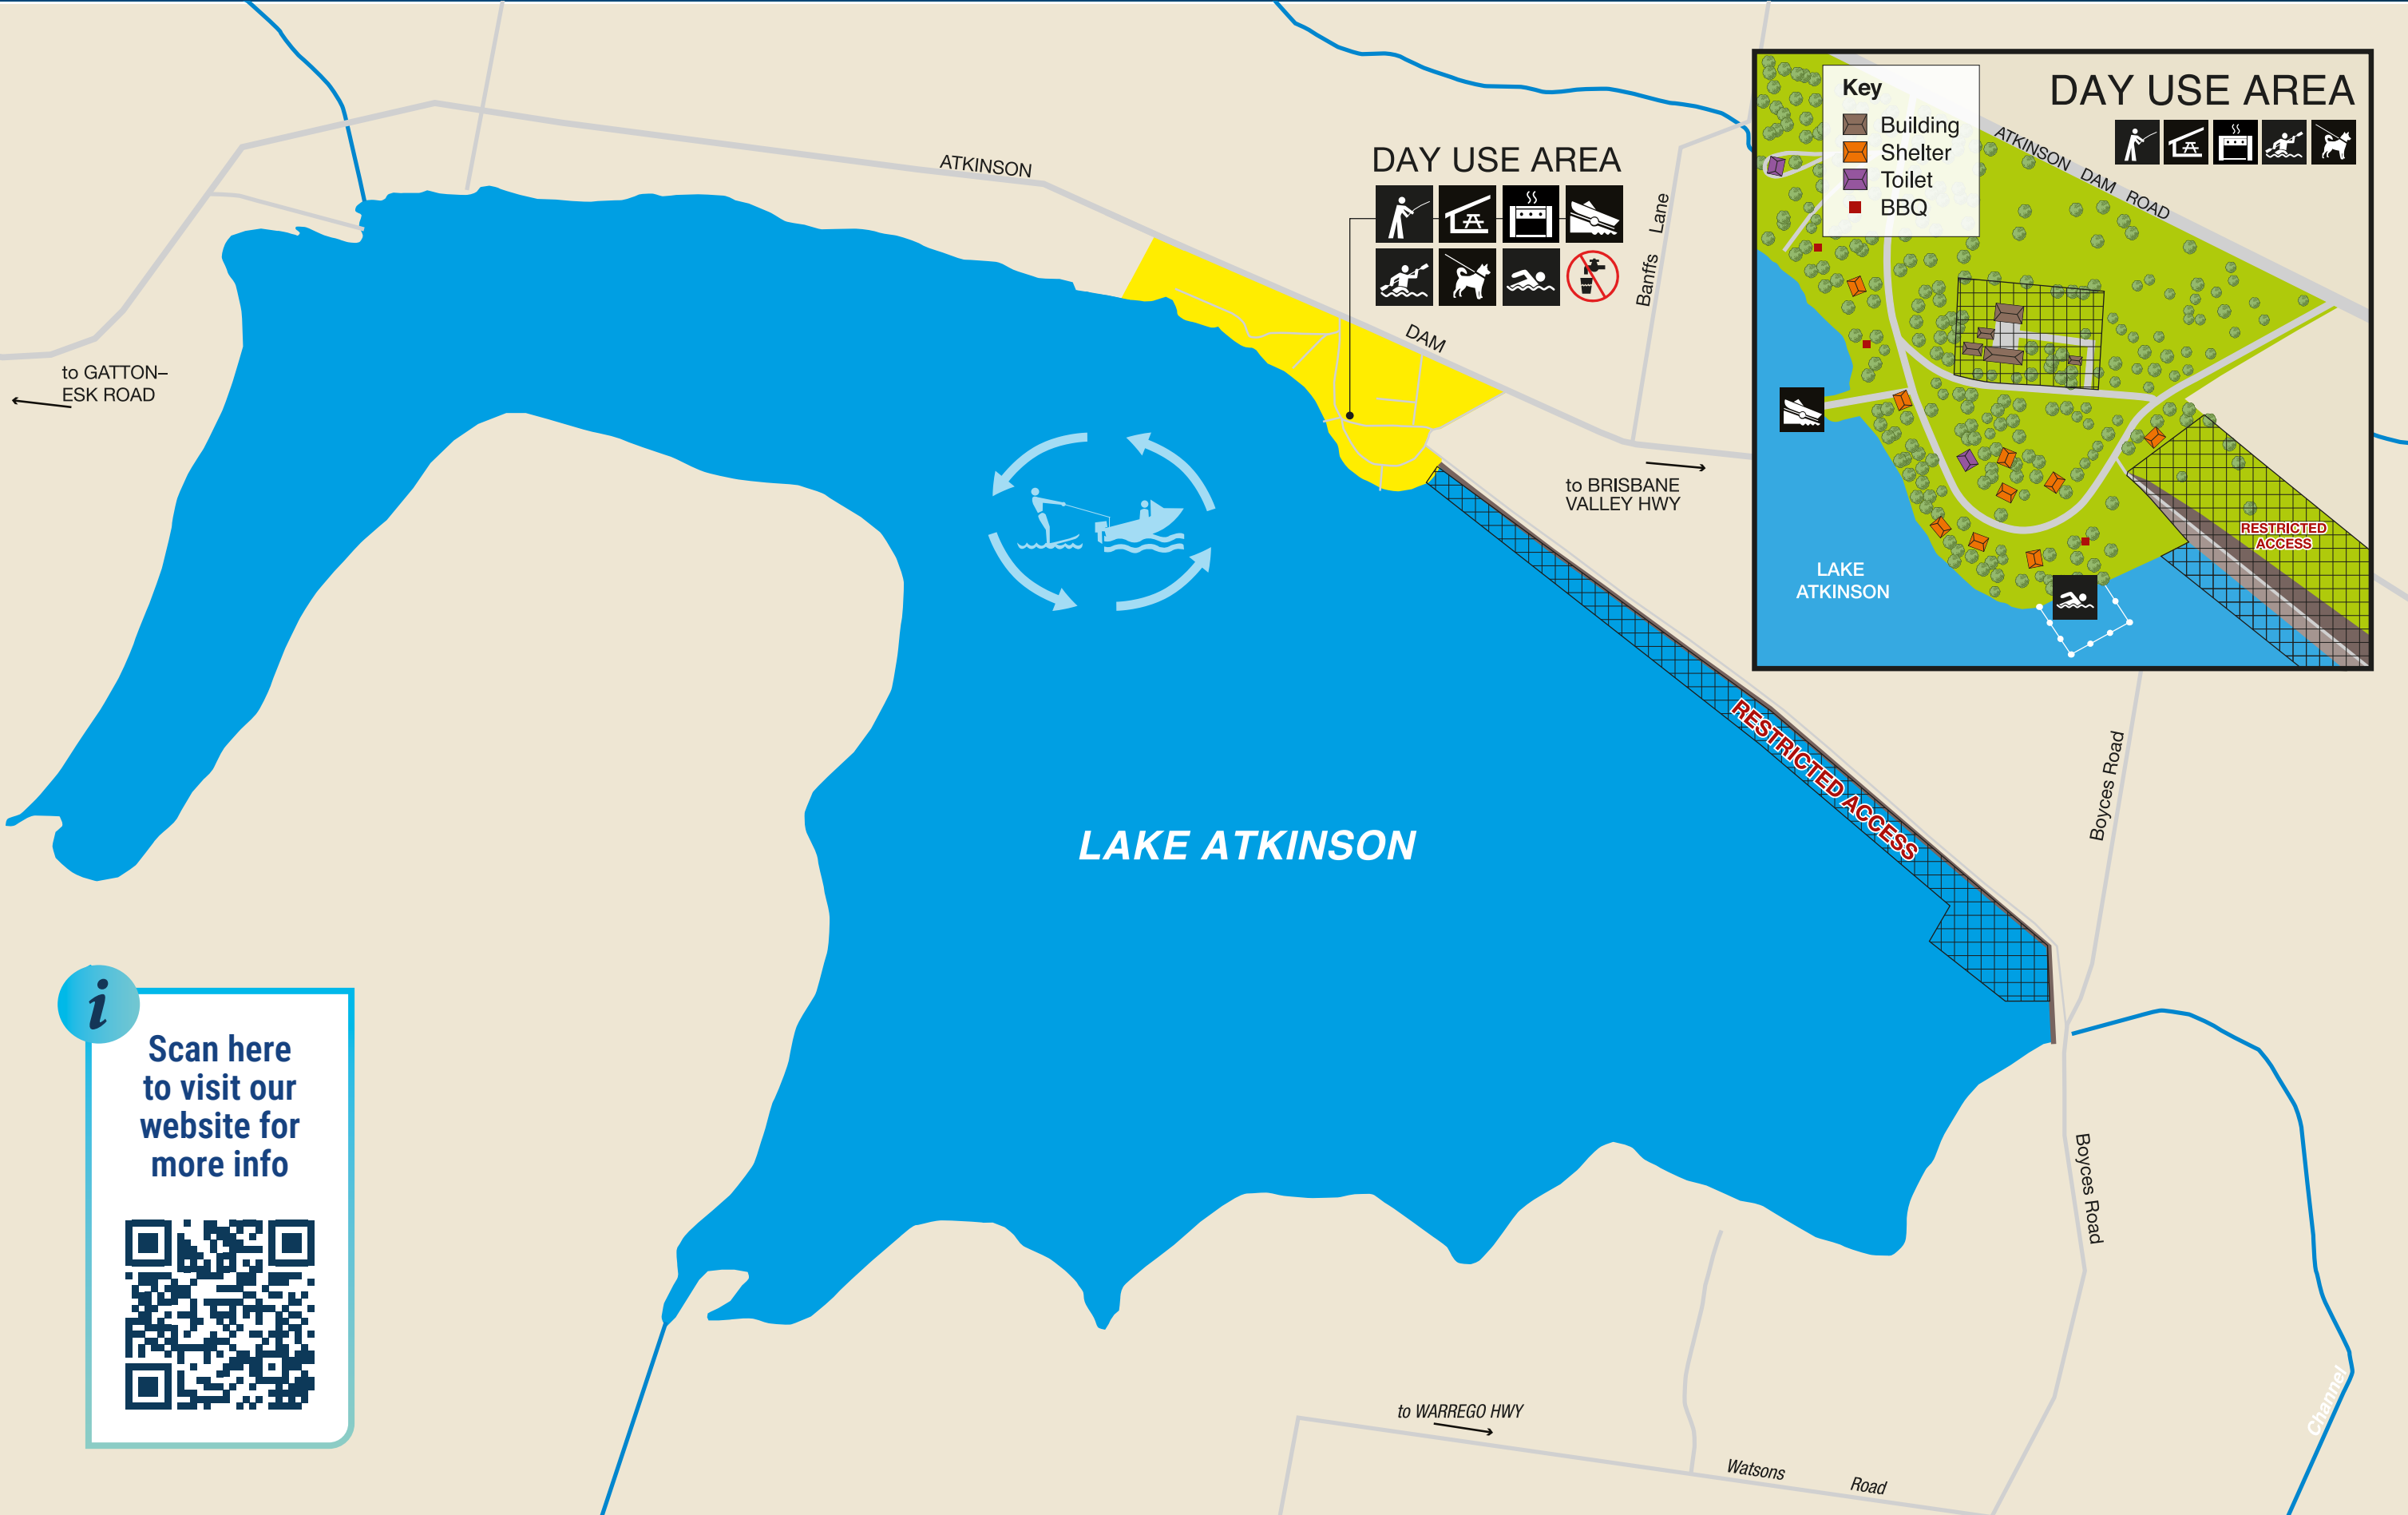 ATKINSON
DAM
Banffs Lane
DAY USE AREA
to GATTON–
ESK ROAD
to BRISBANE
VALLEY HWY
Key
Building
Shelter
Toilet
BBQ
DAY USE AREA
ATKINSON DAM ROAD
RESTRICTED
ACCESS
LAKE
ATKINSON
RESTRICTED ACCESS
LAKE ATKINSON
Boyces Road
Boyces Road
i
Scan here
to visit our
website for
more info
to WARREGO HWY
Watsons Road
Channel